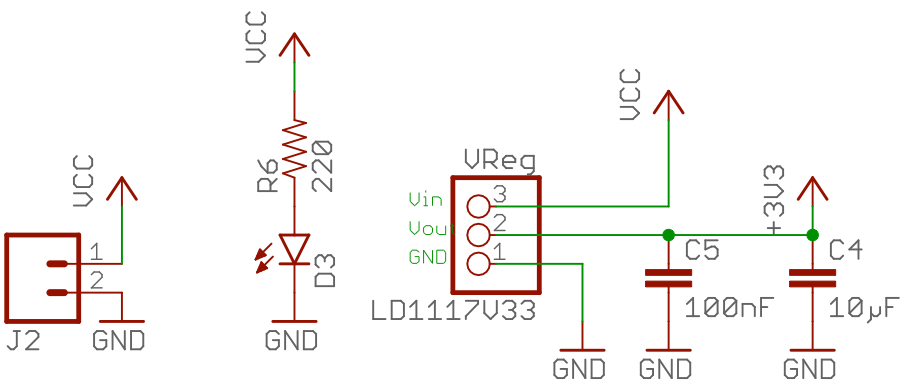 VCC
1
2
J2
GND
VCC
R6
220
D3
GND
VReg
Vin
3
Vout
2
GND
1
LD1117V33
GND
VCC
C5
100nF
GND
+3V3
C4
10µF
GND